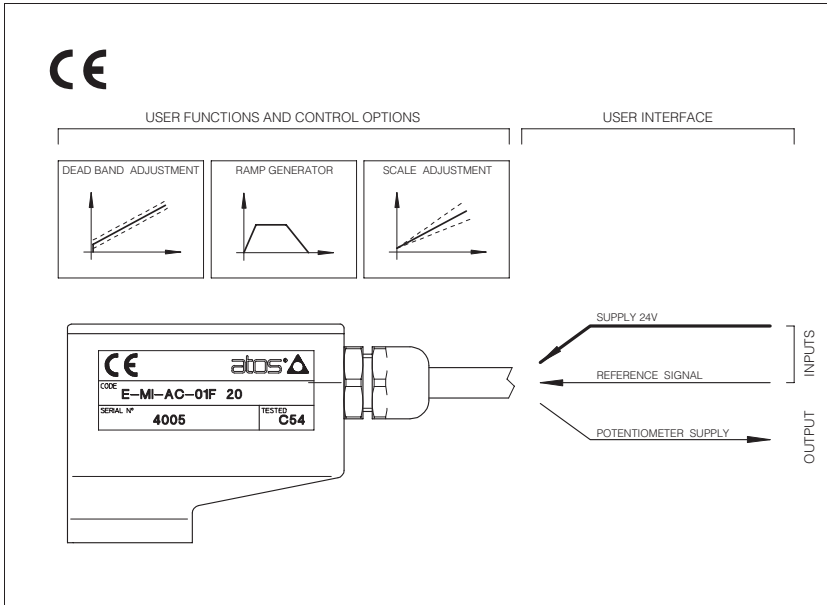 CE
USER FUNCTIONS AND CONTROL OPTIONS
USER INTERFACE
DEAD BAND ADJUSTMENT
RAMP GENERATOR
SCALE ADJUSTMENT
SUPPLY 24V
REFERENCE SIGNAL
INPUTS
POTENTIOMETER SUPPLY
OUTPUT
CE atos
CODE E-MI-AC-01F 20
SERIAL N° 4005 TESTED C54